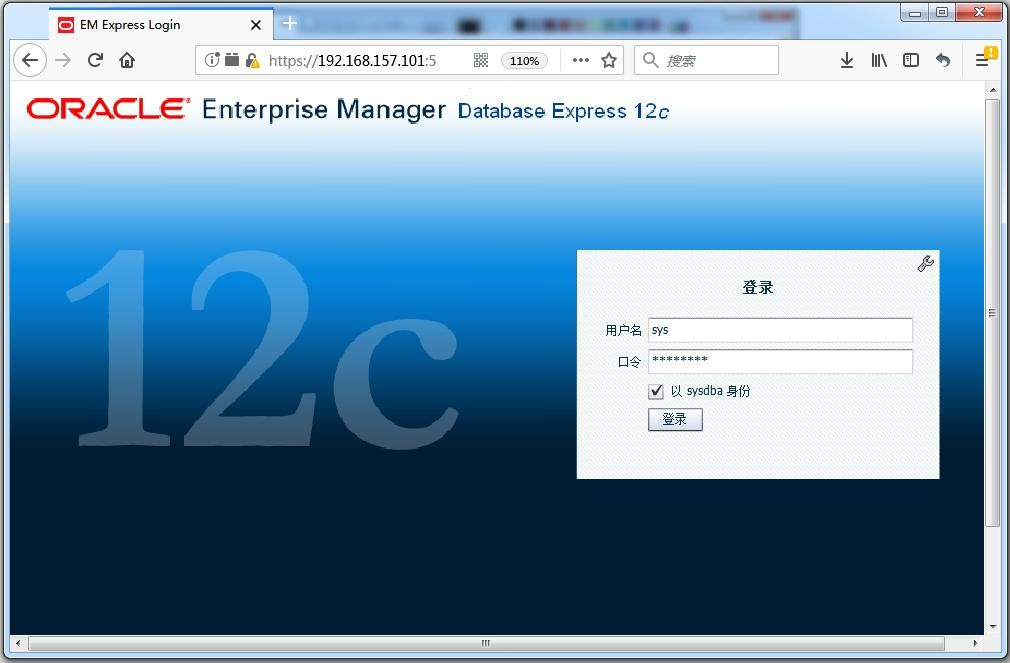 EM Express Login
https://192.168.157.101:5
110%
搜索
ORACLE® Enterprise Manager Database Express 12c
12c
登录
用户名 sys
口令 ********
以 sysdba 身份
登录